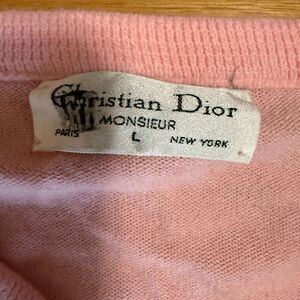 Christian Dior
MONSIEUR
PARIS L NEW YORK